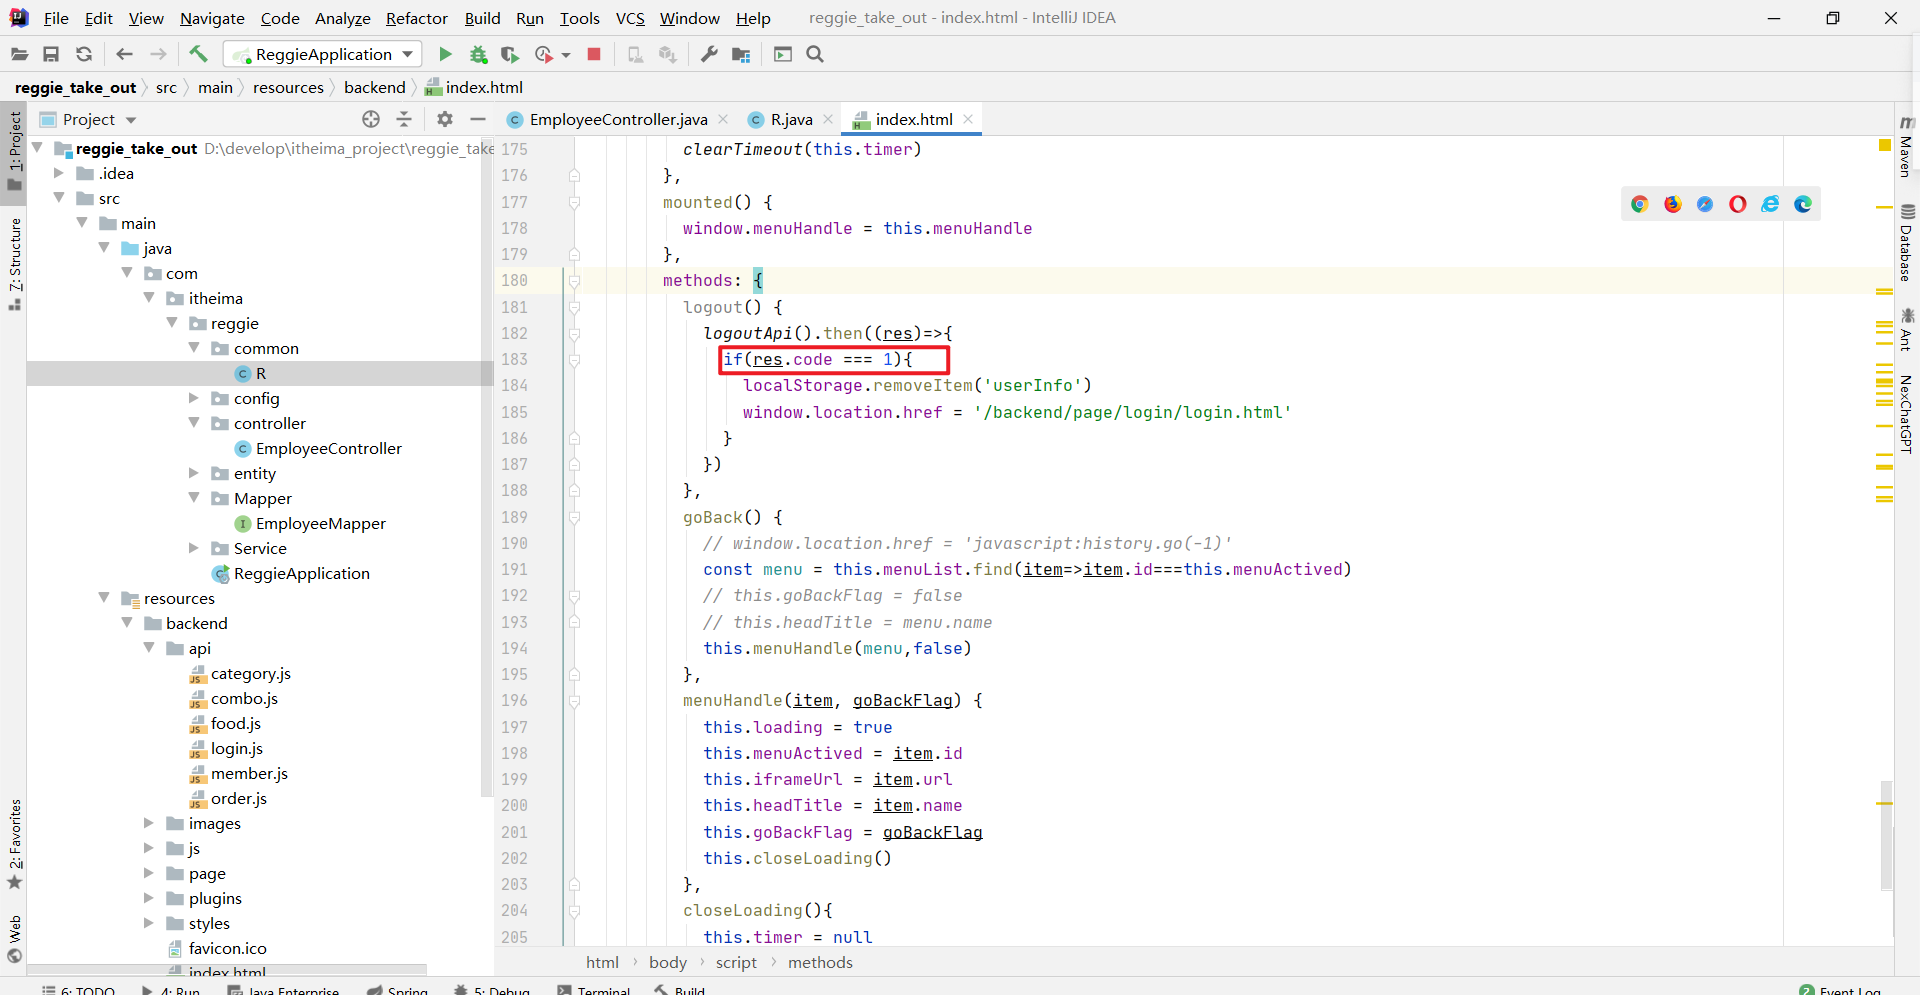 File Edit View Navigate Code Analyze Refactor Build Run Tools VCS Window Help reggie_take_out - index.html - IntelliJ IDEA
ReggieApplication
reggie_take_out src main resources backend index.html
Project
EmployeeController.java R.java index.html
1: Project
7: Structure
2: Favorites
Web
reggie_take_out D:\develop\itheima_project\reggie_take
.idea
src
main
java
com
itheima
reggie
common
R
config
controller
EmployeeController
entity
Mapper
EmployeeMapper
Service
ReggieApplication
resources
backend
api
category.js
combo.js
food.js
login.js
member.js
order.js
images
js
page
plugins
styles
favicon.ico
index.html
175 clearTimeout(this.timer)
176 },
177 mounted() {
178 window.menuHandle = this.menuHandle
179 },
180 methods: {
181 logout() {
182 logoutApi().then((res)=>{
183 if(res.code === 1){
184 localStorage.removeItem('userInfo')
185 window.location.href = '/backend/page/login/login.html'
186 }
187 })
188 },
189 goBack() {
190 // window.location.href = 'javascript:history.go(-1)'
191 const menu = this.menuList.find(item=>item.id===this.menuActived)
192 // this.goBackFlag = false
193 // this.headTitle = menu.name
194 this.menuHandle(menu,false)
195 },
196 menuHandle(item, goBackFlag) {
197 this.loading = true
198 this.menuActived = item.id
199 this.iframeUrl = item.url
200 this.headTitle = item.name
201 this.goBackFlag = goBackFlag
202 this.closeLoading()
203 },
204 closeLoading(){
205 this.timer = null
html body script methods
Maven
Database
Ant
NexChatGPT
6: TODO 4: Run Java Enterprise Spring 5: Debug Terminal Build 2 Event Log